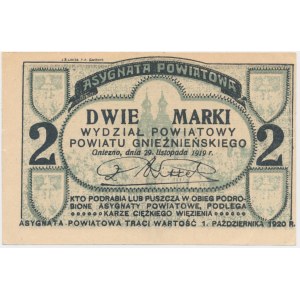 ASYGNATA POWIATOWA
DWIE MARKI
2 2
WYDZIAŁ POWIATOWY
POWIATU GNIEŹNIEŃSKIEGO
Gniezno, dnia 29. listopada 1919 r.
KTO PODRABIA LUB PUSZCZA W OBIEG PODRO-
BIONE ASYGNATY POWIATOWE, PODLEGA
KARZE CIĘŻKIEGO WIĘZIENIA
ASYGNATA POWIATOWA TRACI WARTOŚĆ 1. PAŹDZIERNIKA 1920 R.